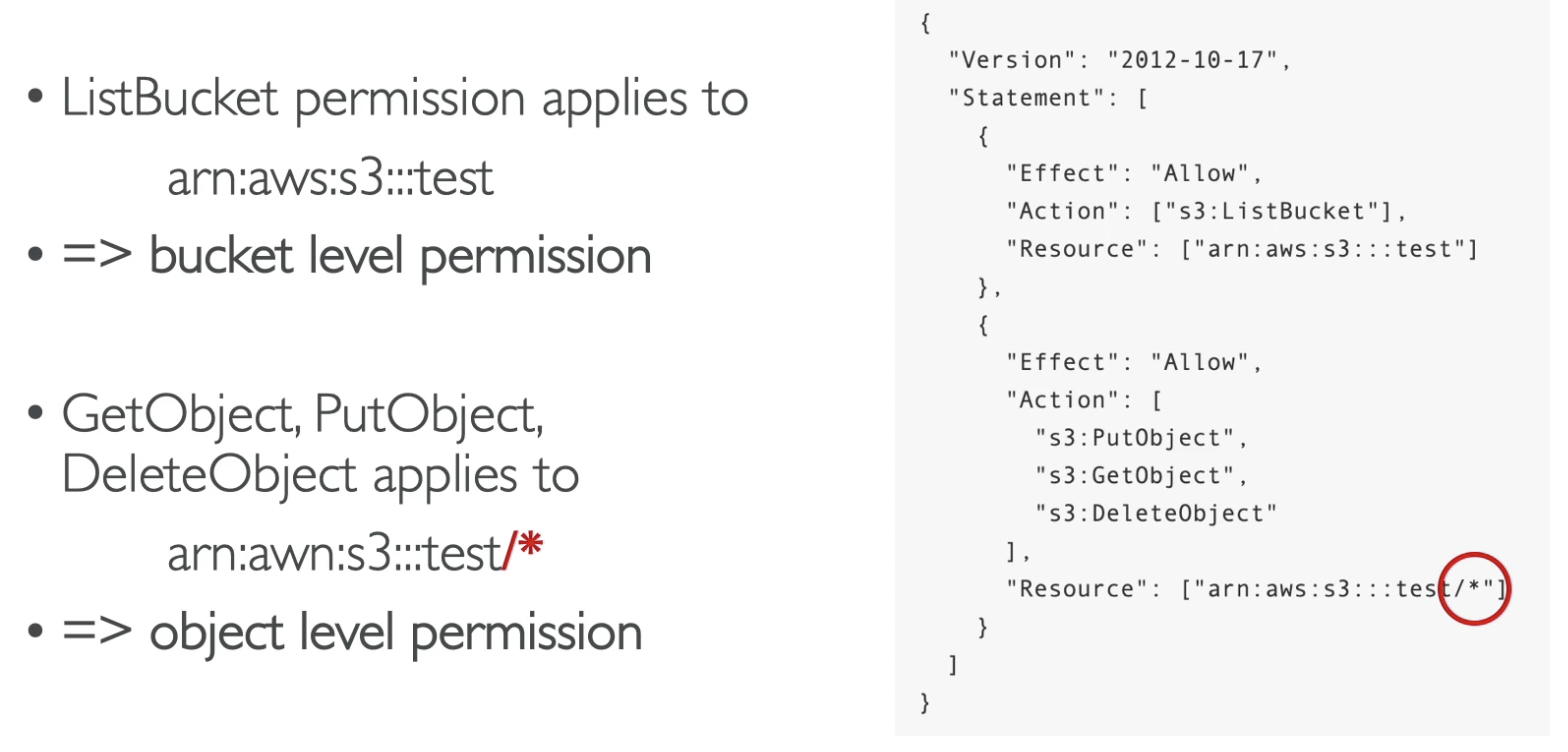 • ListBucket permission applies to
arn:aws:s3:::test
• => bucket level permission
• GetObject, PutObject,
DeleteObject applies to
arn:awn:s3:::test/*
• => object level permission
{
  "Version": "2012-10-17",
  "Statement": [
    {
      "Effect": "Allow",
      "Action": ["s3:ListBucket"],
      "Resource": ["arn:aws:s3:::test"]
    },
    {
      "Effect": "Allow",
      "Action": [
        "s3:PutObject",
        "s3:GetObject",
        "s3:DeleteObject"
      ],
      "Resource": ["arn:aws:s3:::test/*"]
    }
  ]
}